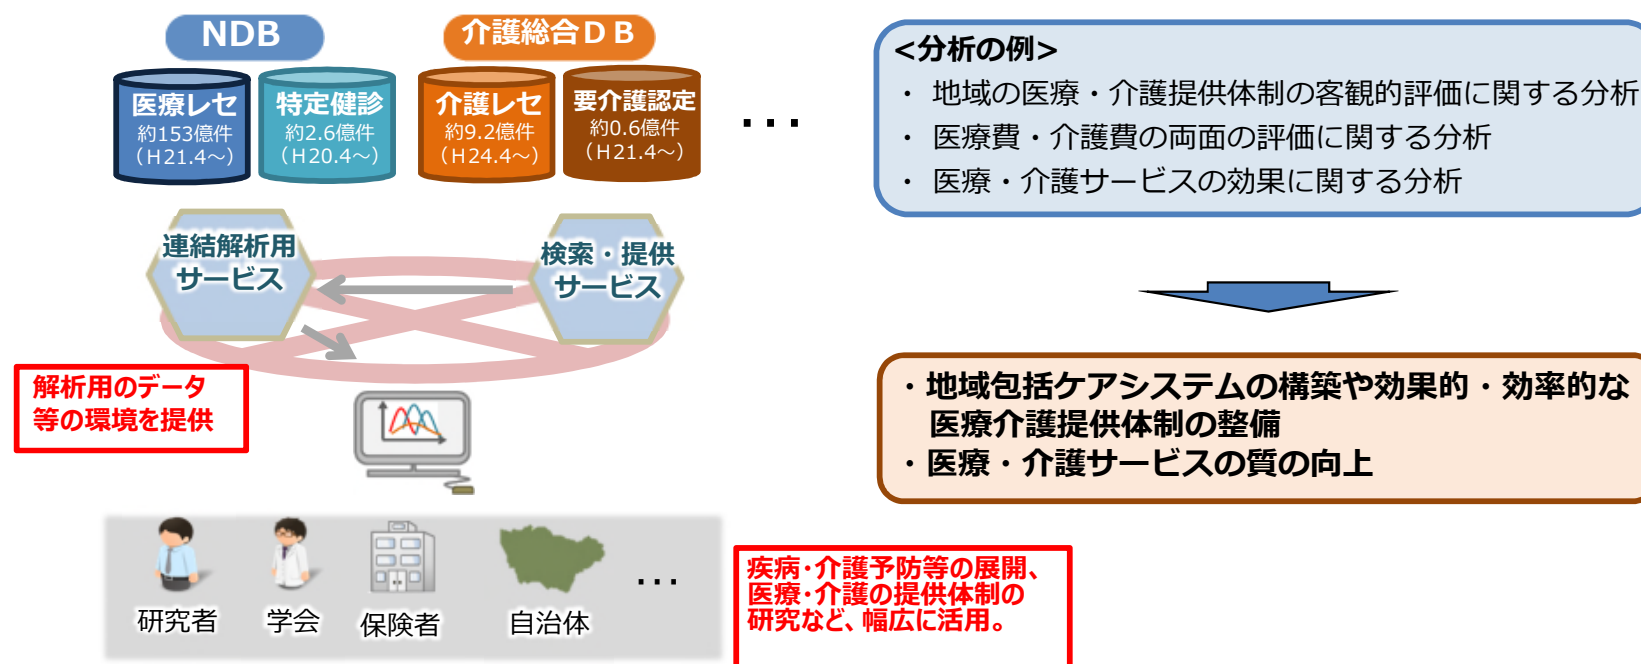 NDB
介護総合ＤＢ
医療レセ
約153億件
（H21.4～）
特定健診
約2.6億件
（H20.4～）
介護レセ
約9.2億件
（H24.4～）
要介護認定
約0.6億件
（H21.4～）
…
連結解析用
サービス
検索・提供
サービス
解析用のデータ
等の環境を提供
研究者
学会
保険者
自治体
…
疾病･介護予防等の展開、
医療･介護の提供体制の
研究など、幅広に活用。
<分析の例>
・ 地域の医療・介護提供体制の客観的評価に関する分析
・ 医療費・介護費の両面の評価に関する分析
・ 医療・介護サービスの効果に関する分析
・地域包括ケアシステムの構築や効果的・効率的な
医療介護提供体制の整備
・医療・介護サービスの質の向上